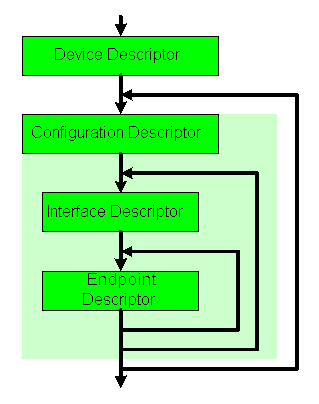 Device Descriptor
Configuration Descriptor
Interface Descriptor
Endpoint
Descriptor